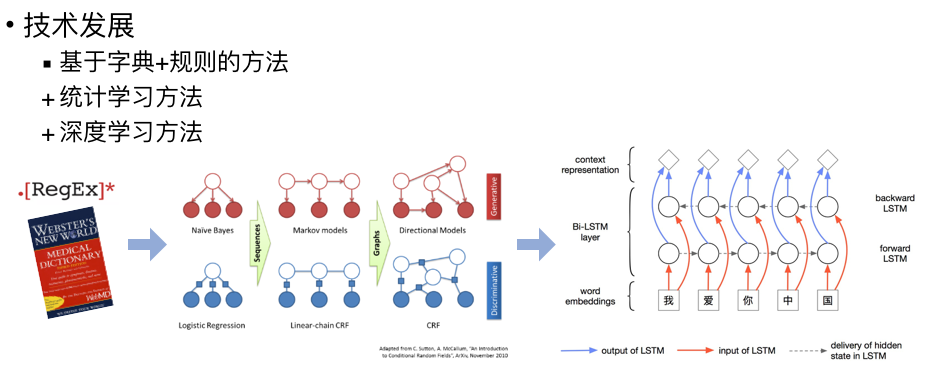 • 技术发展
▪ 基于字典+规则的方法
+ 统计学习方法
+ 深度学习方法
.[RegEx]*
WEBSTER'S
NEW WORLD
MEDICAL
DICTIONARY
WebMD
Naïve Bayes
Sequences
Markov models
Graphs
Directional Models
Generative
Logistic Regression
Linear-chain CRF
CRF
Discriminative
Adapted from C. Sutton, A. McCallum, "An Introduction
to Conditional Random Fields", ArXiv, November 2010
context
representation
Bi-LSTM
layer
word
embeddings
backward
LSTM
forward
LSTM
我 爱 你 中 国
output of LSTM
input of LSTM
delivery of hidden
state in LSTM